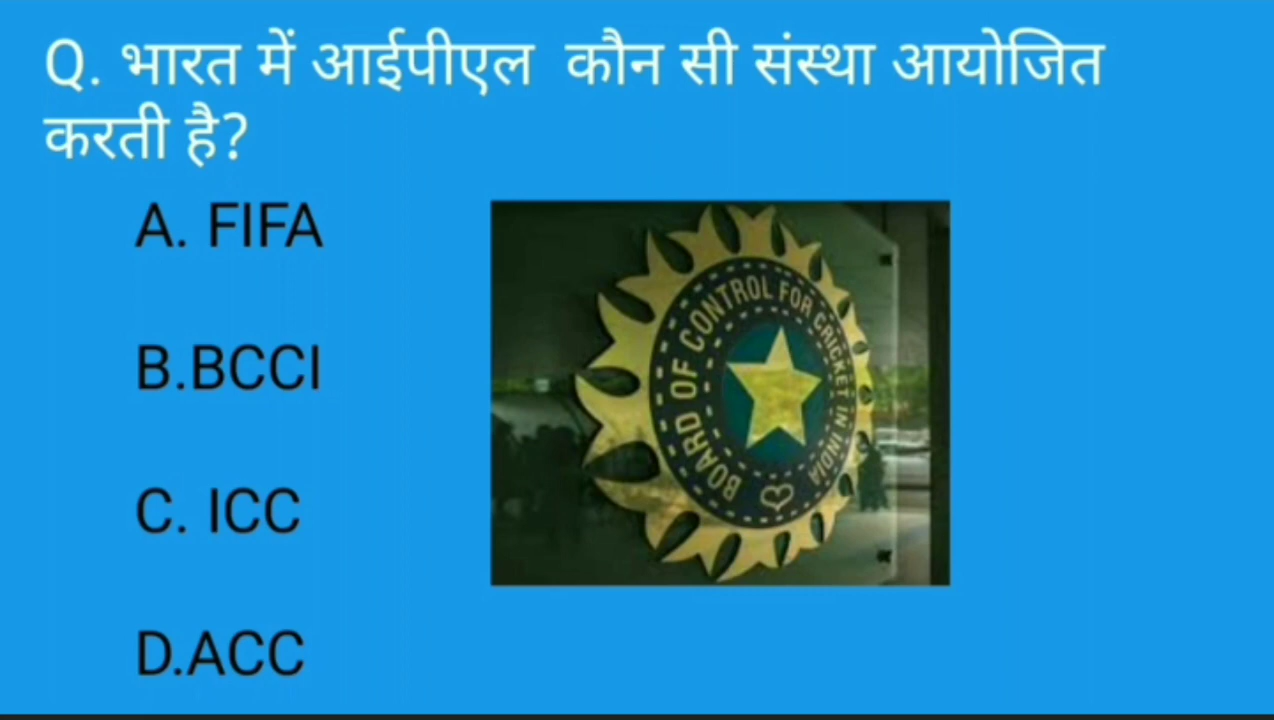 Q. भारत में आईपीएल कौन सी संस्था आयोजित
करती है?
A. FIFA
B.BCCI
C. ICC
D.ACC
BOARD OF CONTROL FOR CRICKET IN INDIA